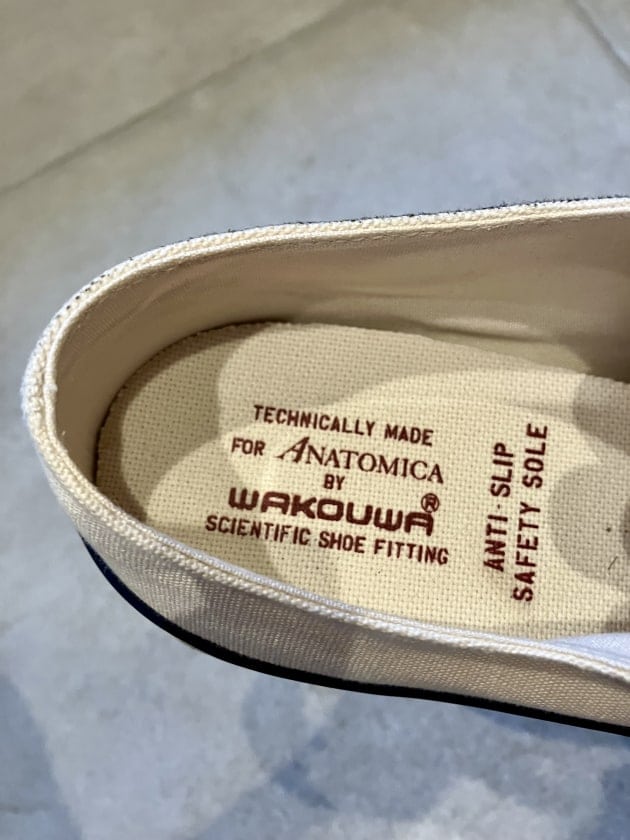 TECHNICALLY MADE
FOR ANATOMICA
BY
WAKOUWA®
SCIENTIFIC SHOE FITTING
ANTI-SLIP
SAFETY SOLE